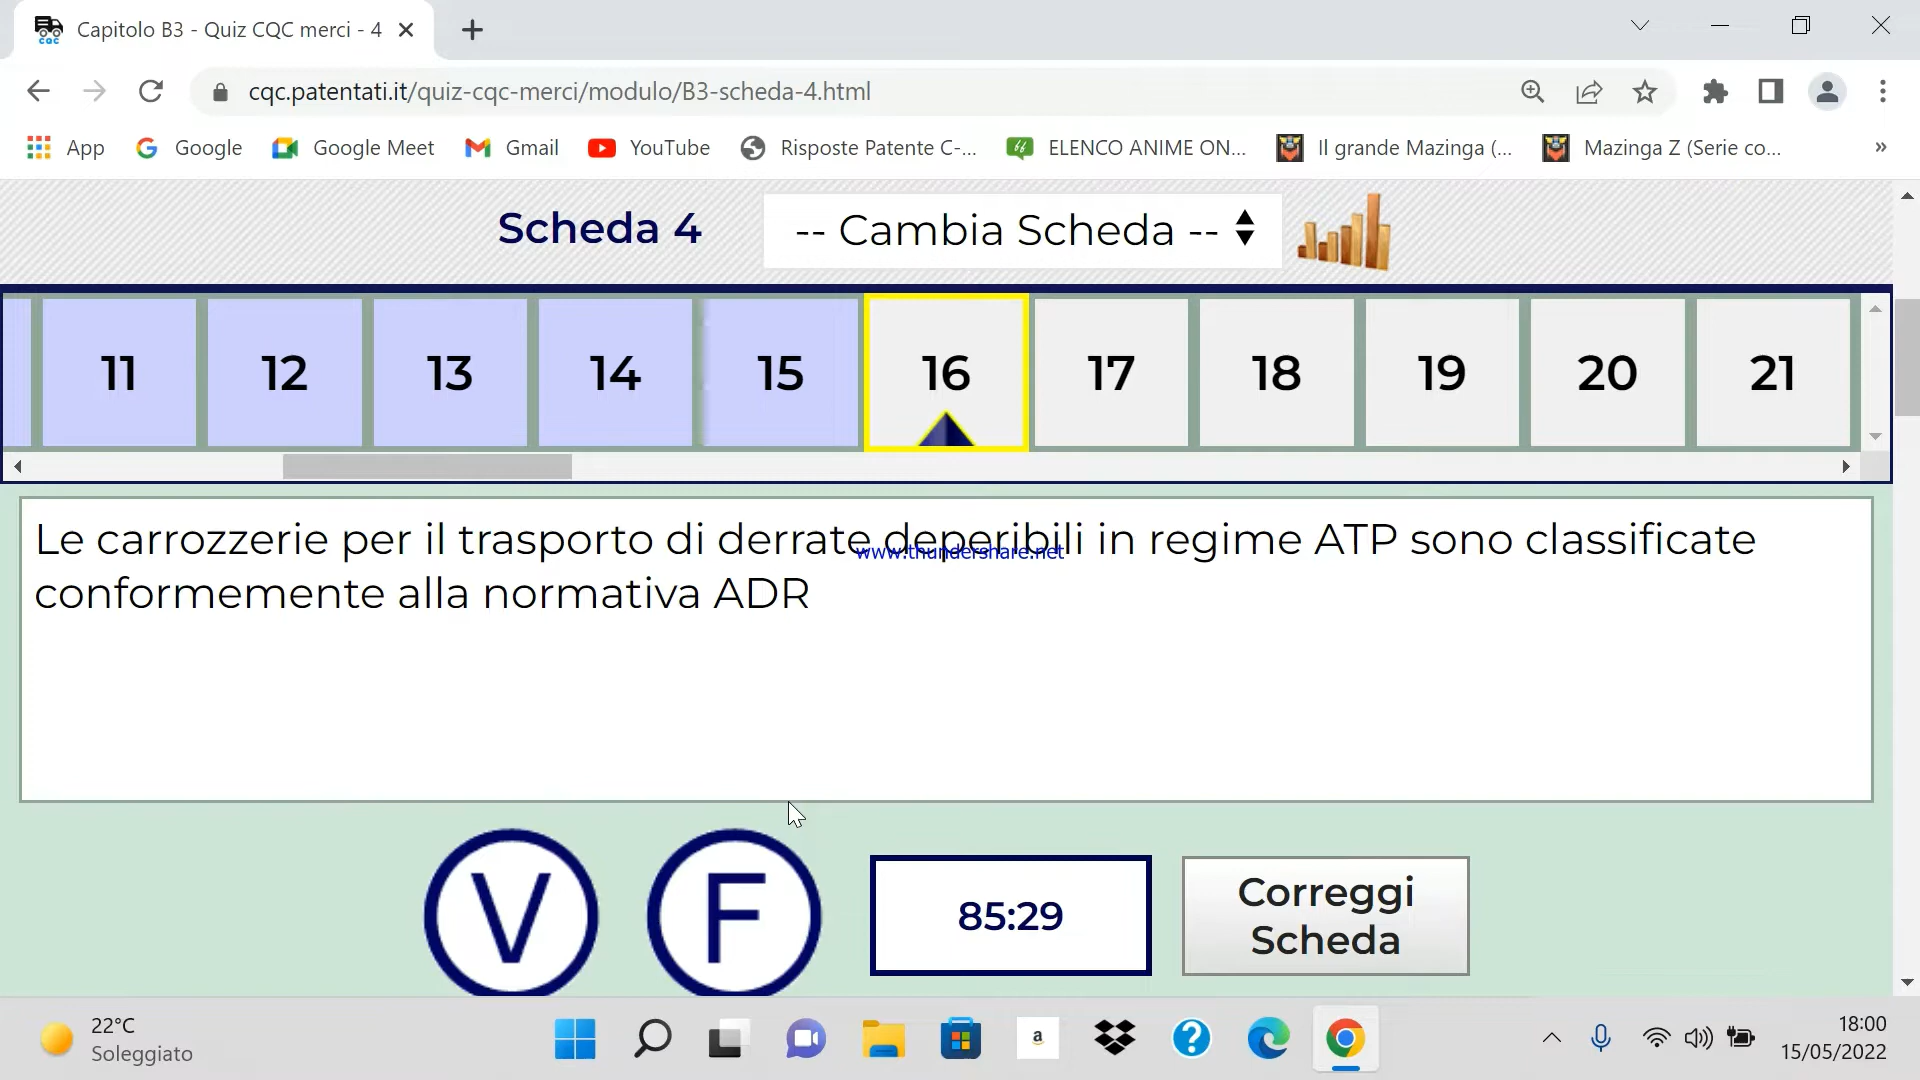 Capitolo B3 - Quiz CQC merci - 4
cqc.patentati.it/quiz-cqc-merci/modulo/B3-scheda-4.html
App Google Google Meet Gmail YouTube Risposte Patente C-... ELENCO ANIME ON... Il grande Mazinga (... Mazinga Z (Serie co... »
Scheda 4 -- Cambia Scheda --
11 12 13 14 15 16 17 18 19 20 21
Le carrozzerie per il trasporto di derrate deperibili in regime ATP sono classificate
www.thundershare.net
conformemente alla normativa ADR
V F 85:29 Correggi
Scheda
22°C
Soleggiato
18:00
15/05/2022